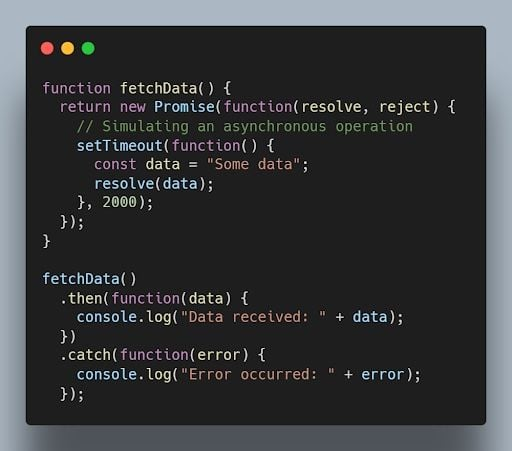 function fetchData() {
  return new Promise(function(resolve, reject) {
    // Simulating an asynchronous operation
    setTimeout(function() {
      const data = "Some data";
      resolve(data);
    }, 2000);
  });
}

fetchData()
  .then(function(data) {
    console.log("Data received: " + data);
  })
  .catch(function(error) {
    console.log("Error occurred: " + error);
  });